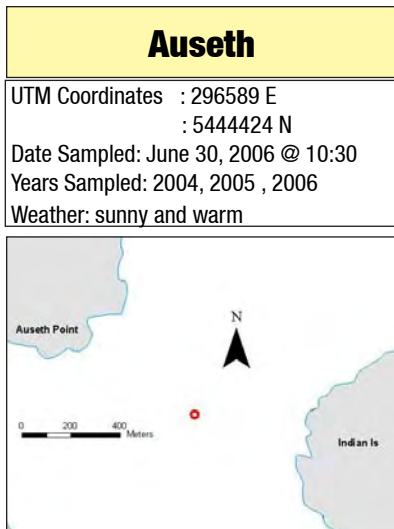 Auseth
UTM Coordinates : 296589 E
: 5444424 N
Date Sampled: June 30, 2006 @ 10:30
Years Sampled: 2004, 2005 , 2006
Weather: sunny and warm
N
Auseth Point
0 200 400
Meters
Indian Is